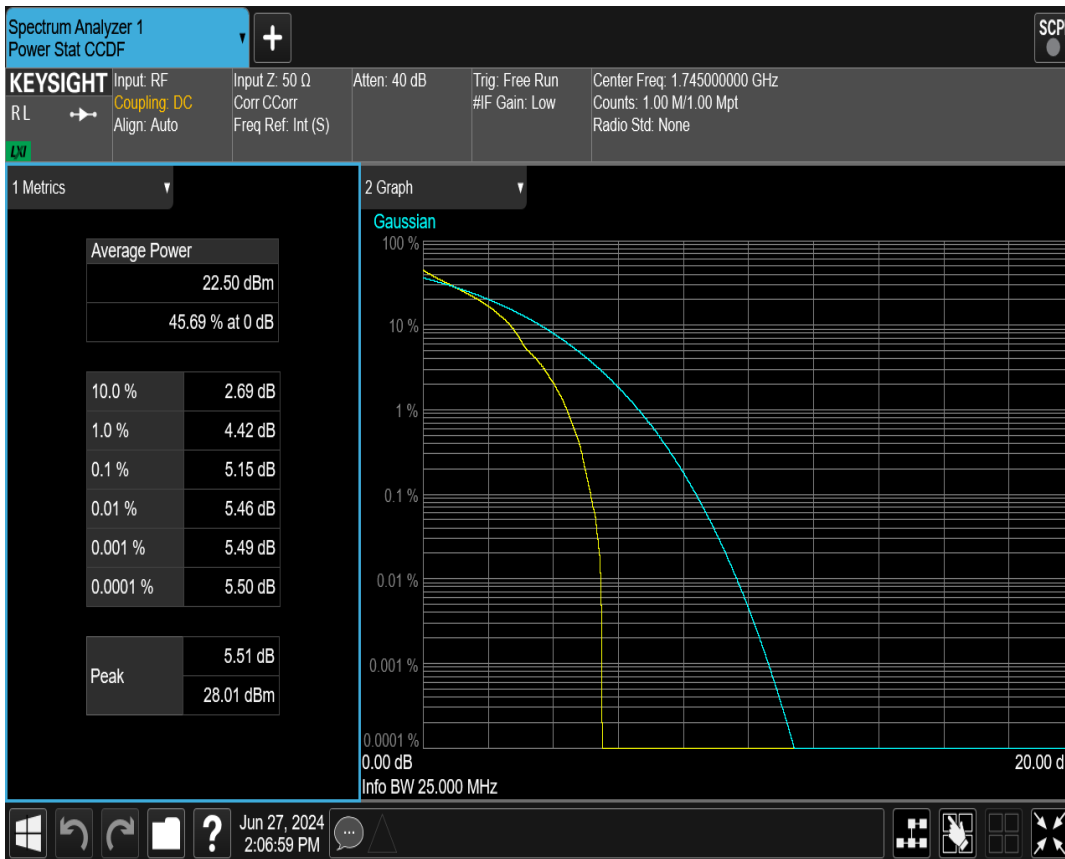 Spectrum Analyzer 1
Power Stat CCDF
SCP
KEYSIGHT
RL
LXI
Input: RF
Coupling: DC
Align: Auto
Input Z: 50 Ω
Corr CCorr
Freq Ref: Int (S)
Atten: 40 dB
Trig: Free Run
#IF Gain: Low
Center Freq: 1.745000000 GHz
Counts: 1.00 M/1.00 Mpt
Radio Std: None
1 Metrics
Average Power
22.50 dBm
45.69 % at 0 dB
10.0 % 2.69 dB
1.0 % 4.42 dB
0.1 % 5.15 dB
0.01 % 5.46 dB
0.001 % 5.49 dB
0.0001 % 5.50 dB
Peak 5.51 dB
28.01 dBm
2 Graph
Gaussian
100 %
10 %
1 %
0.1 %
0.01 %
0.001 %
0.0001 %
0.00 dB 20.00 d
Info BW 25.000 MHz
?
Jun 27, 2024
2:06:59 PM